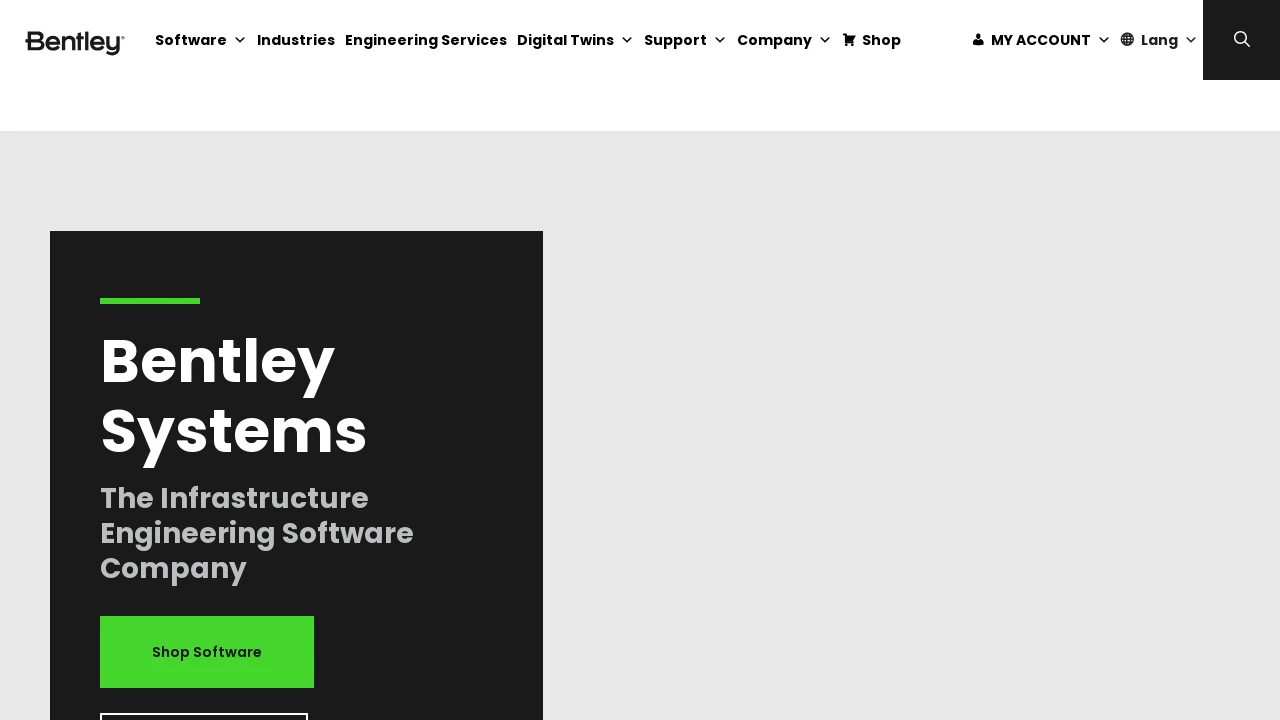 Bentley®
Software
Industries
Engineering Services
Digital Twins
Support
Company
Shop
MY ACCOUNT
Lang
Bentley
Systems
The Infrastructure
Engineering Software
Company
Shop Software